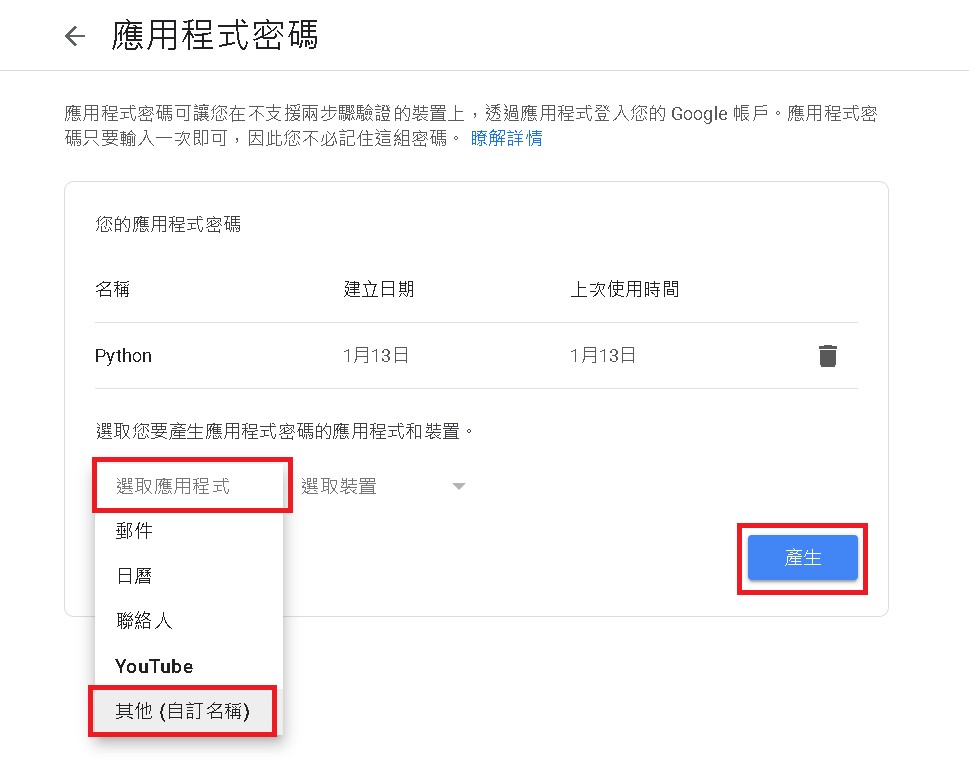 應用程式密碼
應用程式密碼可讓您在不支援兩步驟驗證的裝置上，透過應用程式登入您的 Google 帳戶。應用程式密
碼只要輸入一次即可，因此您不必記住這組密碼。 瞭解詳情
您的應用程式密碼
名稱 建立日期 上次使用時間
Python 1月13日 1月13日
選取您要產生應用程式密碼的應用程式和裝置。
選取應用程式 選取裝置
郵件
產生
日曆
聯絡人
YouTube
其他 (自訂名稱)